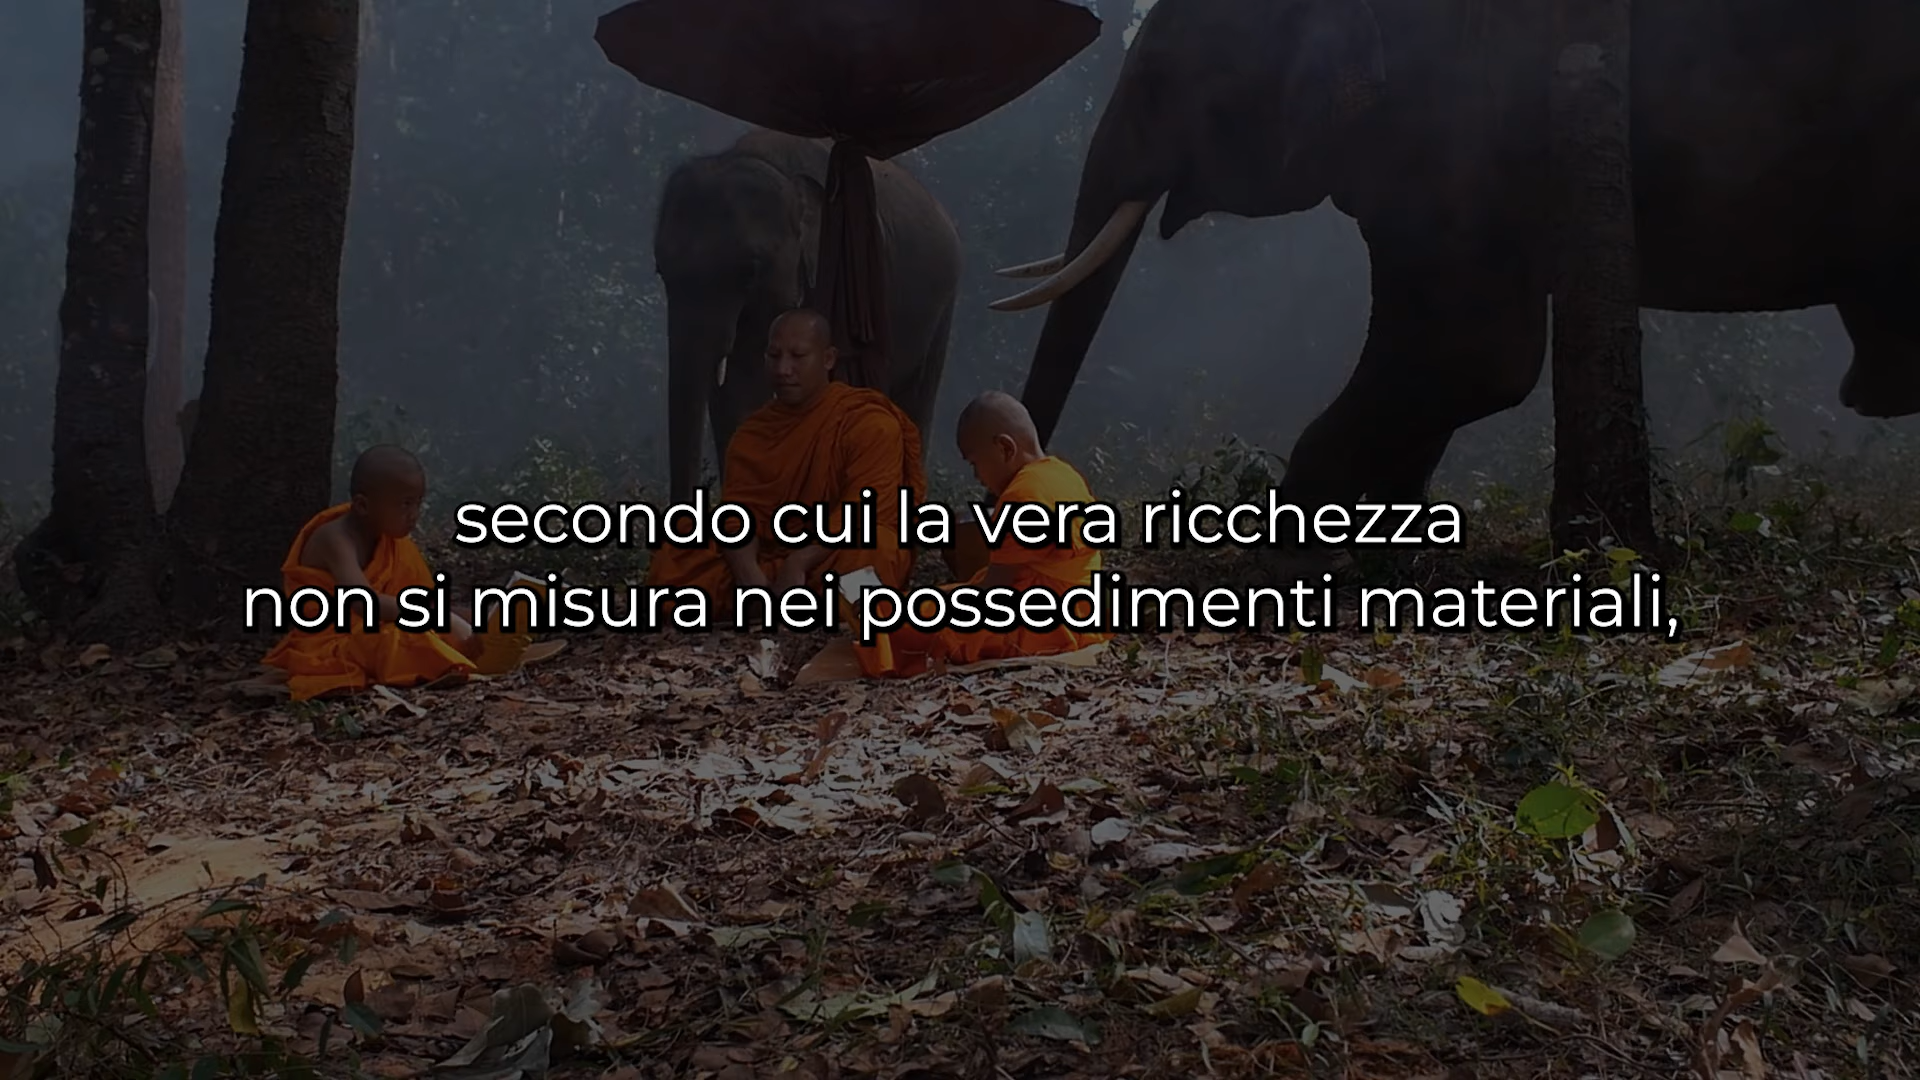 secondo cui la vera ricchezza
non si misura nei possedimenti materiali,